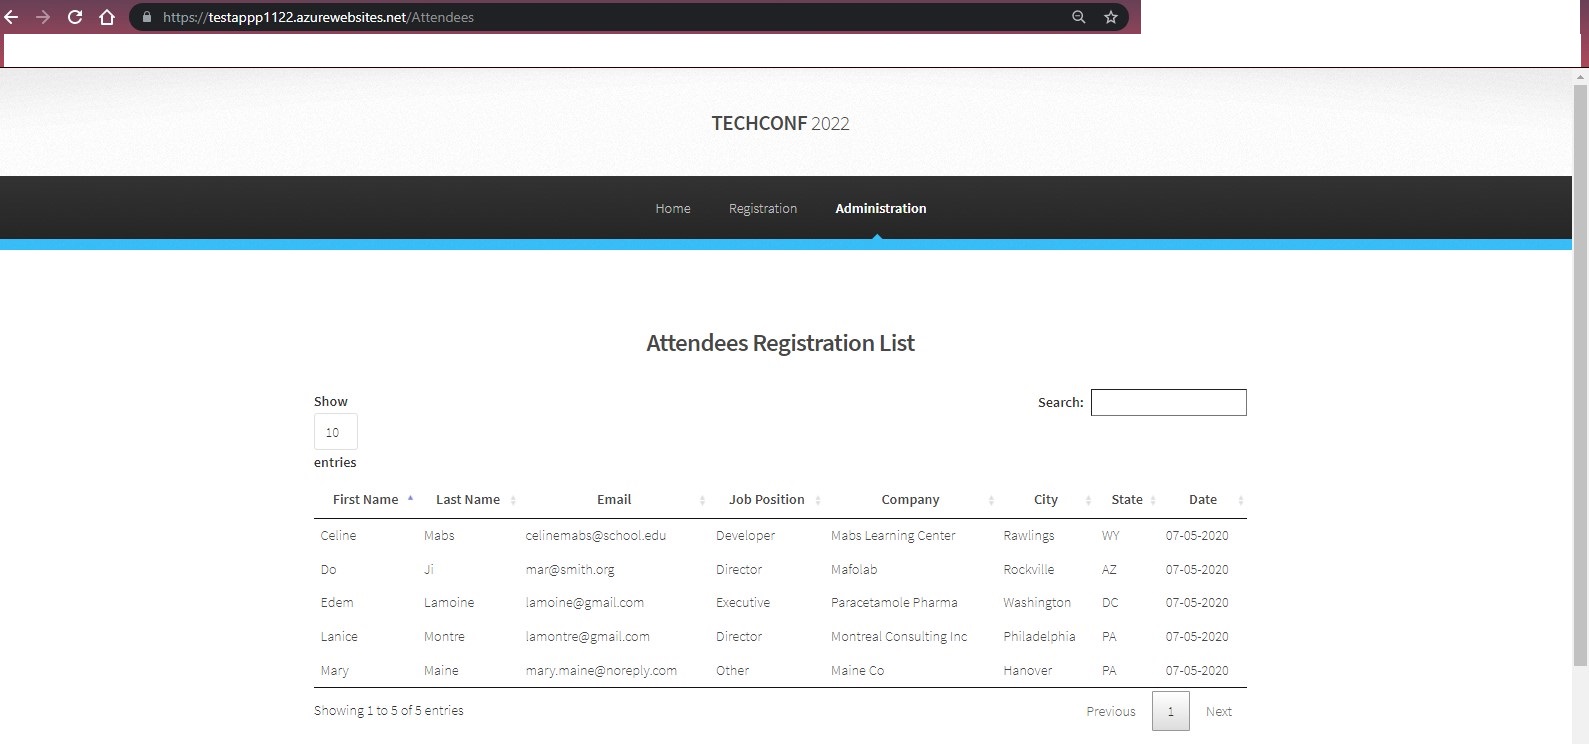 https://testappp1122.azurewebsites.net/Attendees
TECHCONF 2022
Home Registration Administration
Attendees Registration List
Show
Search:
10
entries
First Name Last Name Email Job Position Company City State Date
Celine Mabs celinemabs@school.edu Developer Mabs Learning Center Rawlings WY 07-05-2020
Do Ji mar@smith.org Director Mafolab Rockville AZ 07-05-2020
Edem Lamoine lamoine@gmail.com Executive Paracetamole Pharma Washington DC 07-05-2020
Lanice Montre lamontre@gmail.com Director Montreal Consulting Inc Philadelphia PA 07-05-2020
Mary Maine mary.maine@noreply.com Other Maine Co Hanover PA 07-05-2020
Showing 1 to 5 of 5 entries
Previous 1 Next